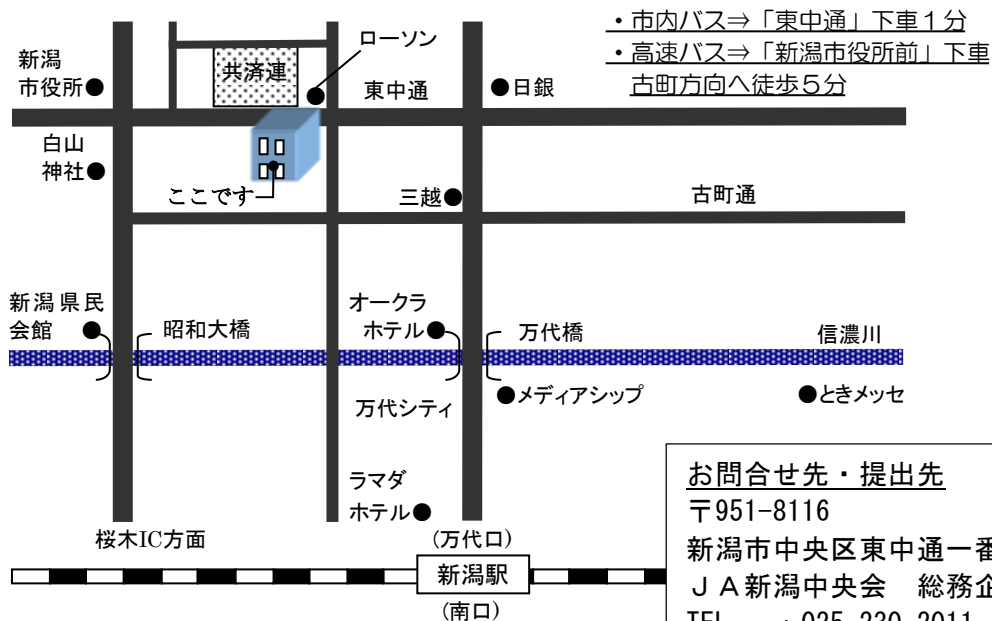 ・市内バス⇒「東中通」下車１分
・高速バス⇒「新潟市役所前」下車
古町方向へ徒歩５分
ローソン
新潟
市役所
共済連
東中通
日銀
白山
神社
ここです
三越
古町通
新潟県民
会館
昭和大橋
オークラ
ホテル
万代橋
信濃川
万代シティ
メディアシップ
ときメッセ
ラマダ
ホテル
桜木IC方面
(万代口)
新潟駅
(南口)
お問合せ先・提出先
〒951-8116
新潟市中央区東中通一番
ＪＡ新潟中央会　総務企
TEL　：025-230-2011